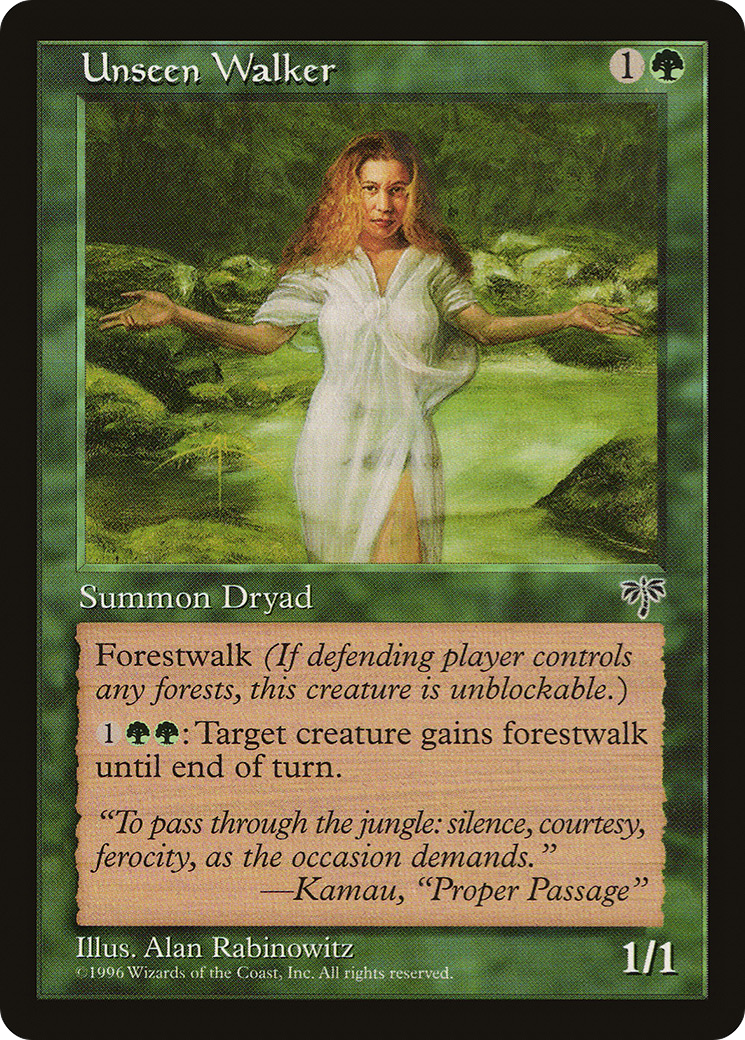 Unseen Walker
1
Summon Dryad
Forestwalk (If defending player controls
any forests, this creature is unblockable.)
1: Target creature gains forestwalk
until end of turn.
“To pass through the jungle: silence, courtesy,
ferocity, as the occasion demands.”
—Kamau, “Proper Passage”
Illus. Alan Rabinowitz
©1996 Wizards of the Coast, Inc. All rights reserved.
1/1